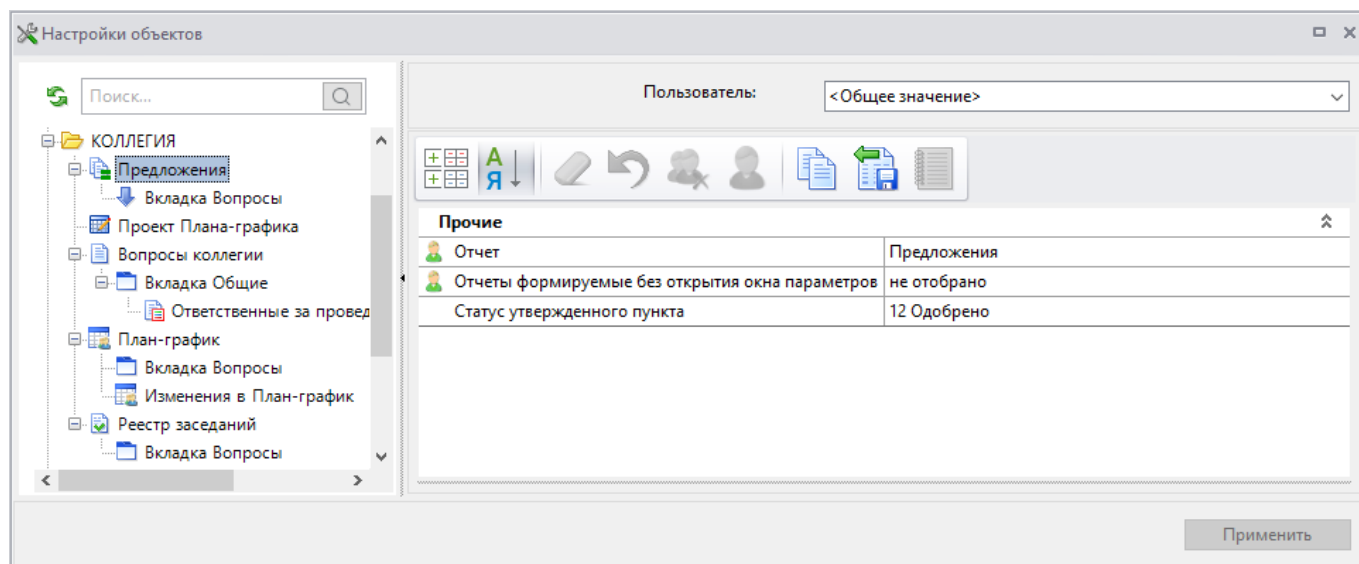 Настройки объектов
Поиск...
КОЛЛЕГИЯ
Предложения
Вкладка Вопросы
Проект Плана-графика
Вопросы коллегии
Вкладка Общие
Ответственные за провед
План-график
Вкладка Вопросы
Изменения в План-график
Реестр заседаний
Вкладка Вопросы
Пользователь: <Общее значение>
А
Я
Прочие
Отчет Предложения
Отчеты формируемые без открытия окна параметров не отобрано
Статус утвержденного пункта 12 Одобрено
Применить